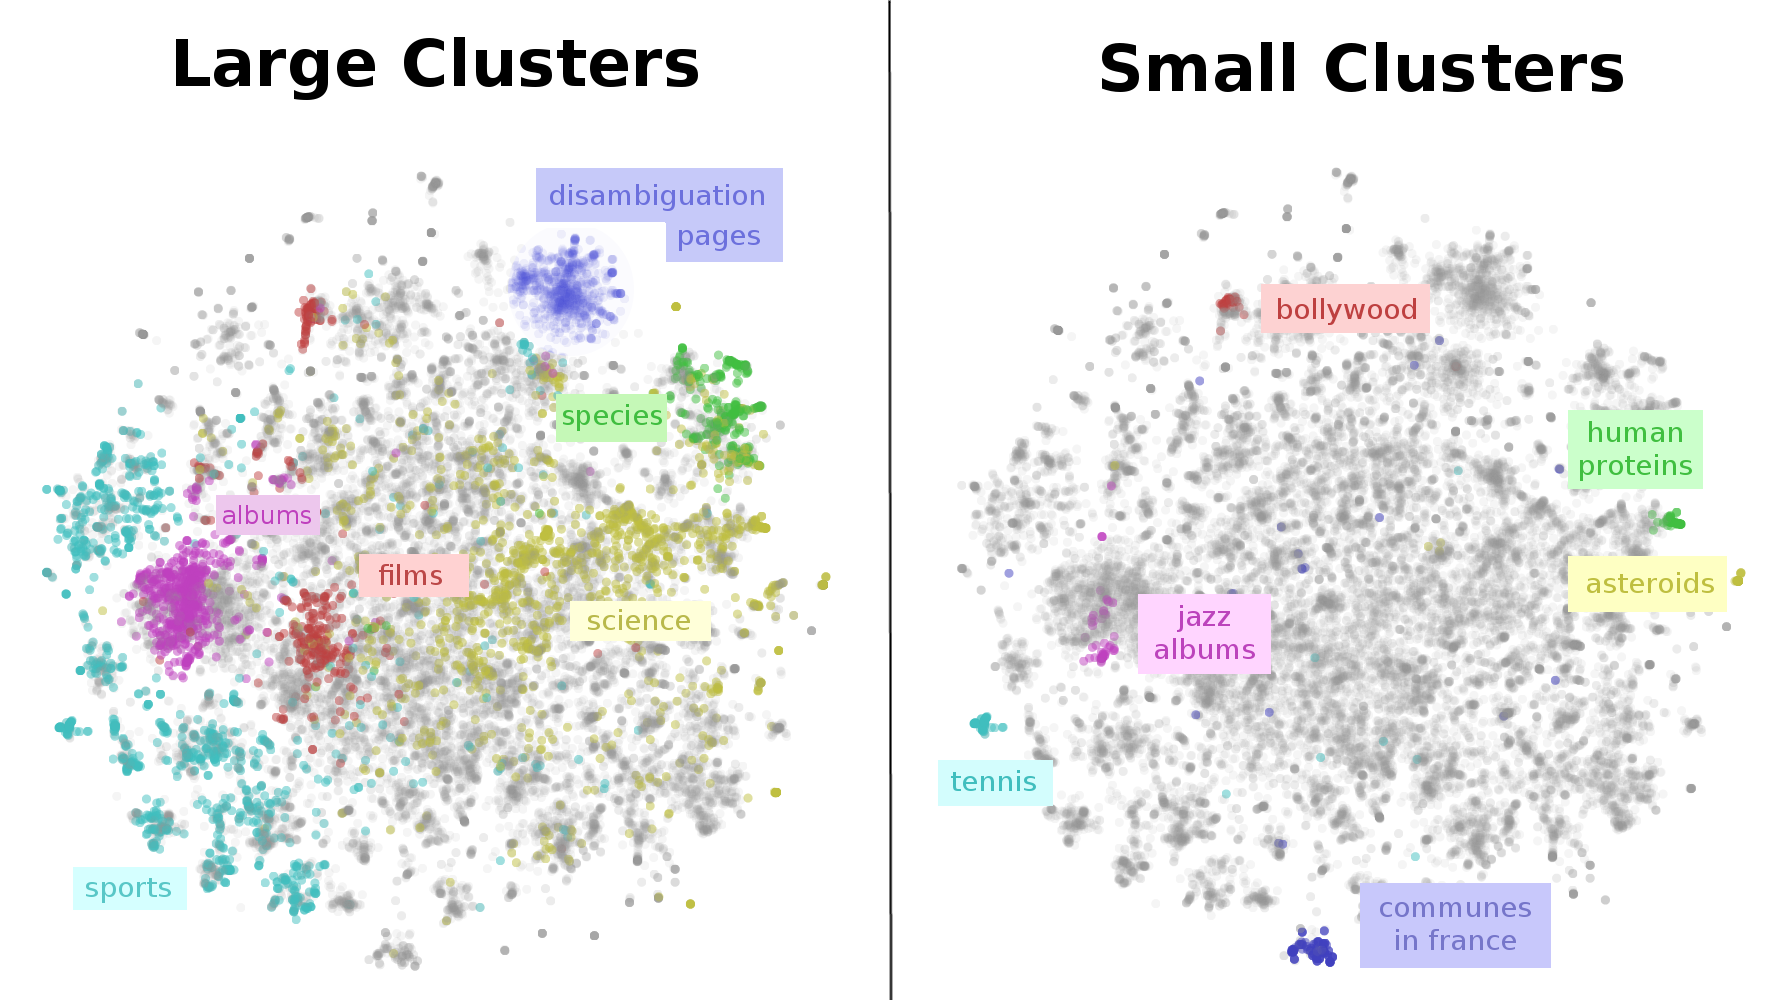 Large Clusters
Small Clusters
disambiguation
pages
species
albums
films
science
sports
bollywood
human
proteins
asteroids
jazz
albums
tennis
communes
in france